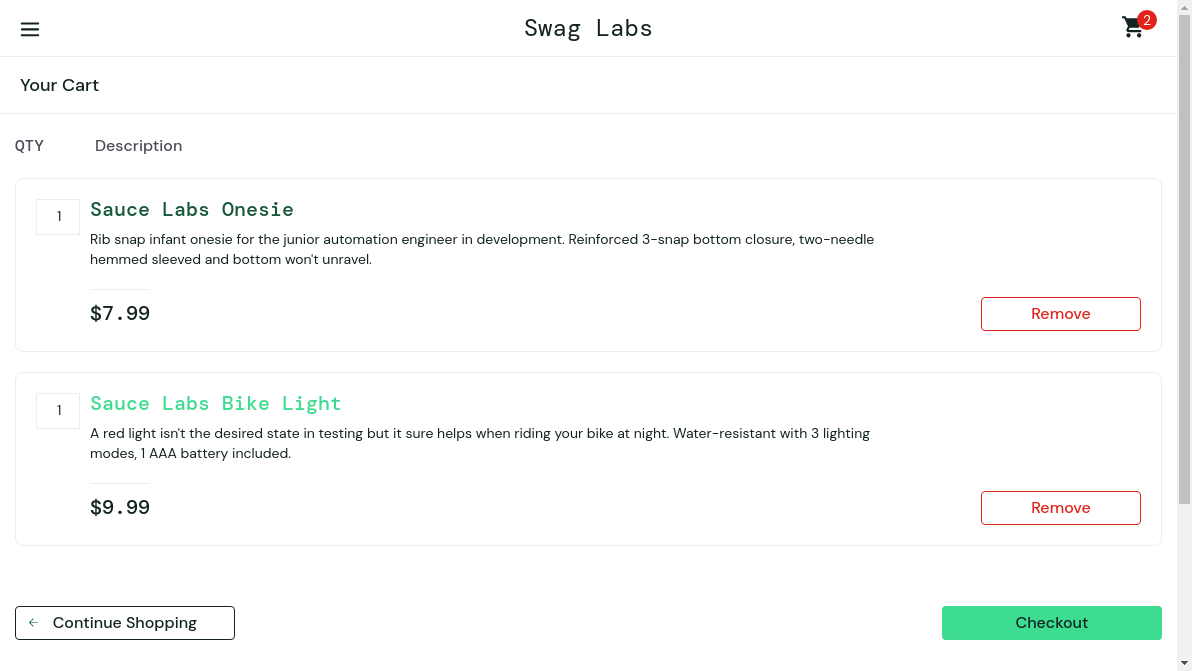 Swag Labs
2
Your Cart
QTY Description
1
Sauce Labs Onesie
Rib snap infant onesie for the junior automation engineer in development. Reinforced 3-snap bottom closure, two-needle
hemmed sleeved and bottom won't unravel.
$7.99
Remove
1
Sauce Labs Bike Light
A red light isn't the desired state in testing but it sure helps when riding your bike at night. Water-resistant with 3 lighting
modes, 1 AAA battery included.
$9.99
Remove
Continue Shopping
Checkout